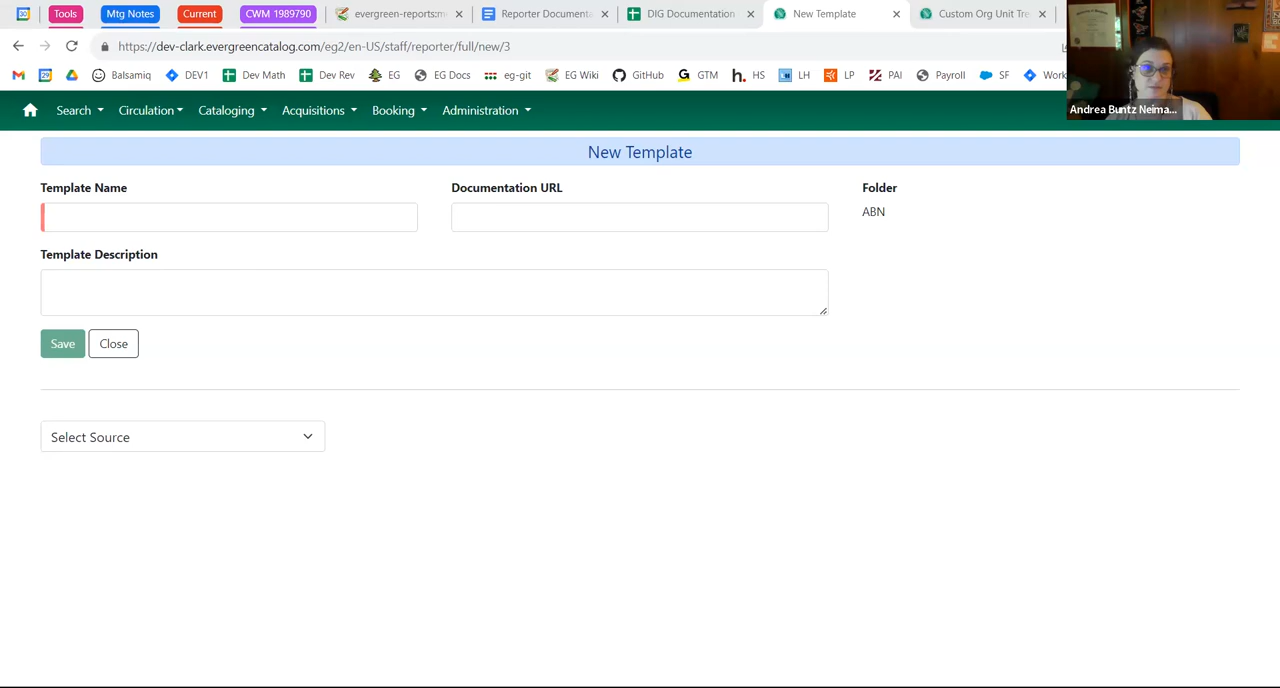 30 Tools Mtg Notes Current CWM 1989790 evergreen-reports:m Reporter Document DIG Documentation New Template Custom Org Unit Tre
https://dev-clark.evergreencatalog.com/eg2/en-US/staff/reporter/full/new/3
Balsamiq DEV1 Dev Math Dev Rev EG EG Docs eg-git EG Wiki GitHub GTM HS LH LP PAI Payroll SF Work
Andrea Buntz Neima...
Search Circulation Cataloging Acquisitions Booking Administration
New Template
Template Name Documentation URL Folder
ABN
Template Description
Save Close
Select Source